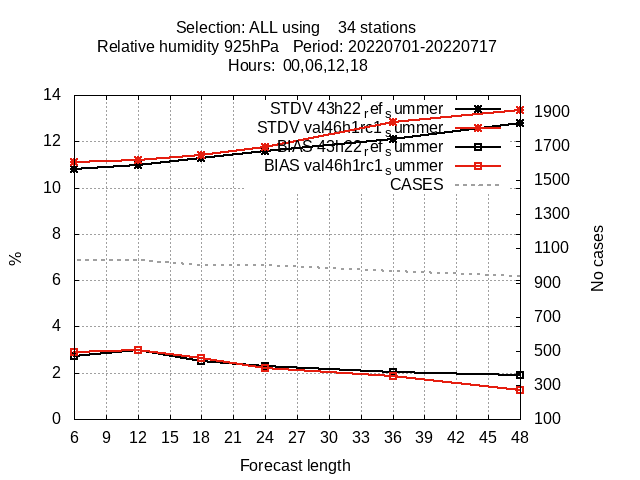 Selection: ALL using 34 stations
Relative humidity 925hPa Period: 20220701-20220717
Hours: 00,06,12,18
STDV 43h22_ref_summer
STDV val46h1rc1_summer
BIAS 43h22_ref_summer
BIAS val46h1rc1_summer
CASES
14
12
10
8
6
4
2
0
%
1900
1700
1500
1300
1100
900
700
500
300
100
No cases
6 9 12 15 18 21 24 27 30 33 36 39 42 45 48
Forecast length